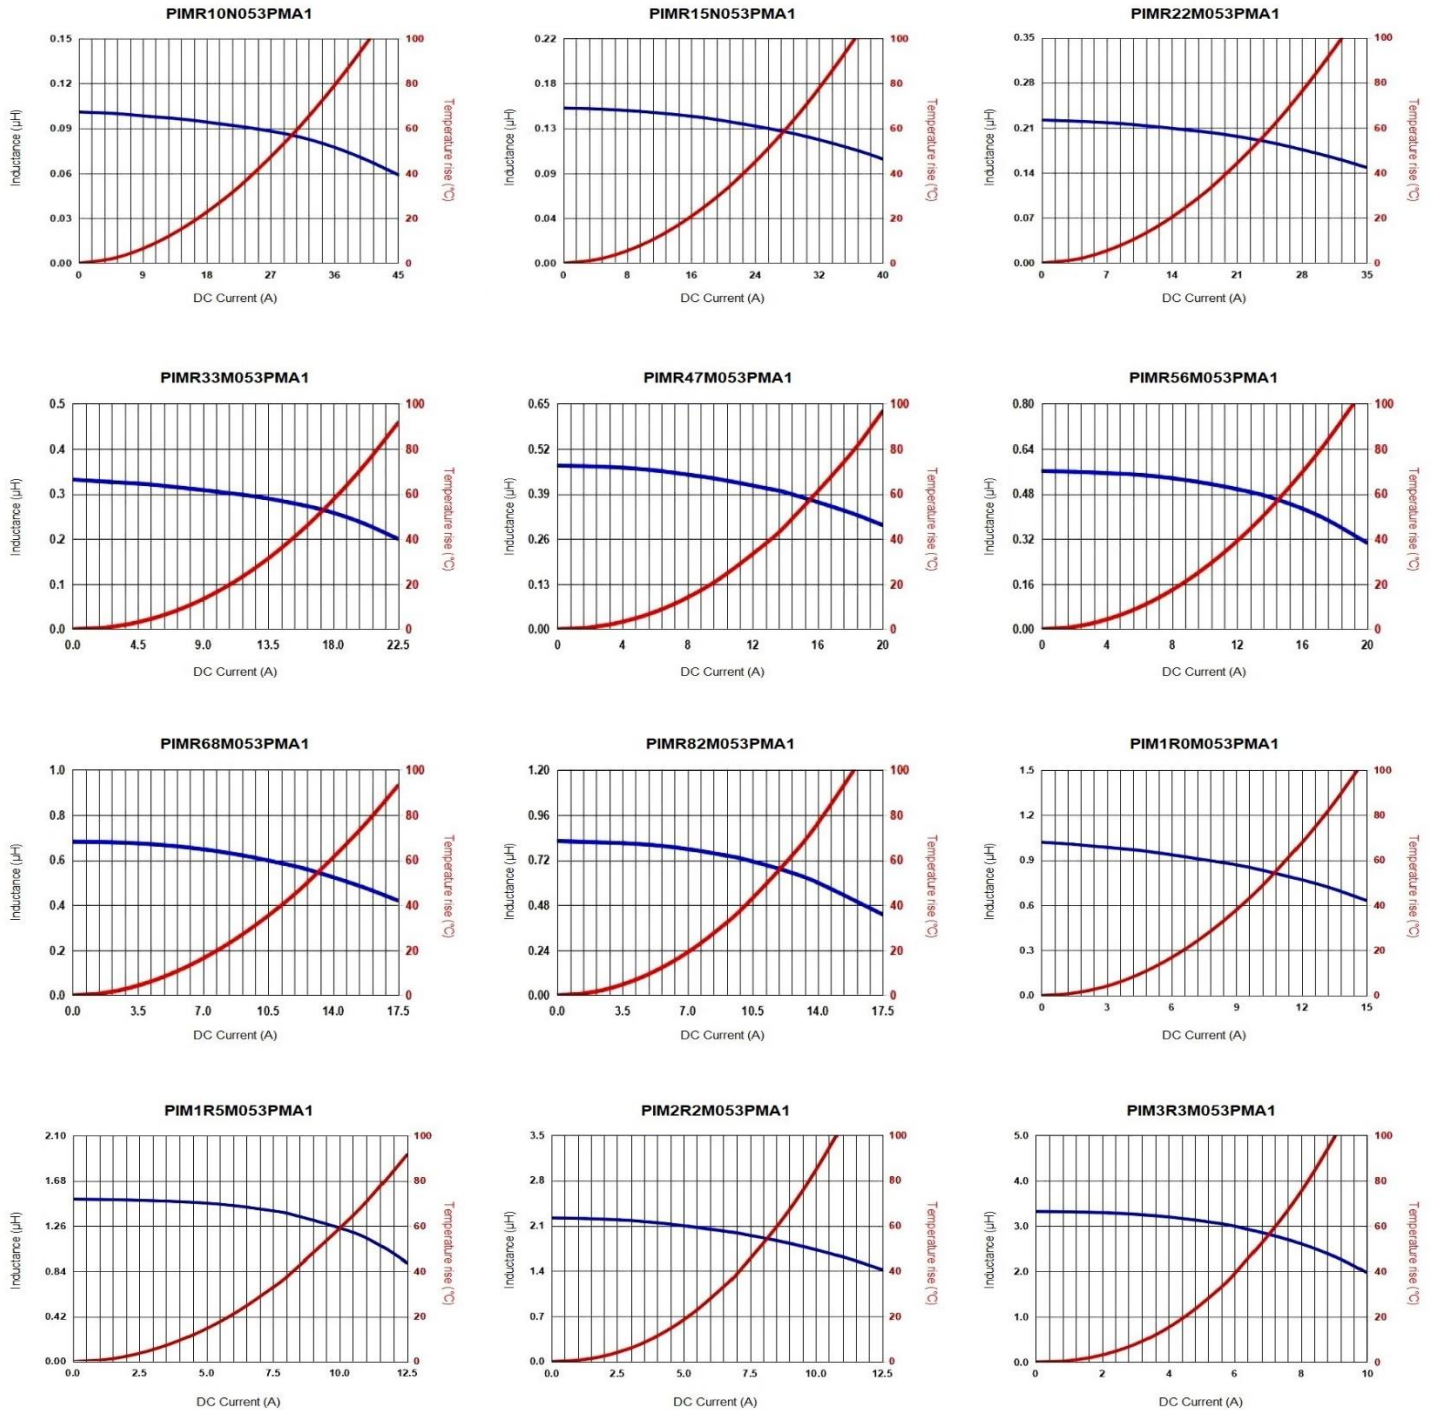 PIMR10N053PMA1
0.15
0.12
0.09
0.06
0.03
0.00
100
80
60
40
20
0
0 9 18 27 36 45
Inductance (µH)
Temperature rise (°C)
DC Current (A)
PIMR15N053PMA1
0.22
0.18
0.13
0.09
0.04
0.00
100
80
60
40
20
0
0 8 16 24 32 40
Inductance (µH)
Temperature rise (°C)
DC Current (A)
PIMR22M053PMA1
0.35
0.28
0.21
0.14
0.07
0.00
100
80
60
40
20
0
0 7 14 21 28 35
Inductance (µH)
Temperature rise (°C)
DC Current (A)
PIMR33M053PMA1
0.5
0.4
0.3
0.2
0.1
0.0
100
80
60
40
20
0
0.0 4.5 9.0 13.5 18.0 22.5
Inductance (µH)
Temperature rise (°C)
DC Current (A)
PIMR47M053PMA1
0.65
0.52
0.39
0.26
0.13
0.00
100
80
60
40
20
0
0 4 8 12 16 20
Inductance (µH)
Temperature rise (°C)
DC Current (A)
PIMR56M053PMA1
0.80
0.64
0.48
0.32
0.16
0.00
100
80
60
40
20
0
0 4 8 12 16 20
Inductance (µH)
Temperature rise (°C)
DC Current (A)
PIMR68M053PMA1
1.0
0.8
0.6
0.4
0.2
0.0
100
80
60
40
20
0
0.0 3.5 7.0 10.5 14.0 17.5
Inductance (µH)
Temperature rise (°C)
DC Current (A)
PIMR82M053PMA1
1.20
0.96
0.72
0.48
0.24
0.00
100
80
60
40
20
0
0.0 3.5 7.0 10.5 14.0 17.5
Inductance (µH)
Temperature rise (°C)
DC Current (A)
PIM1R0M053PMA1
1.5
1.2
0.9
0.6
0.3
0.0
100
80
60
40
20
0
0 3 6 9 12 15
Inductance (µH)
Temperature rise (°C)
DC Current (A)
PIM1R5M053PMA1
2.10
1.68
1.26
0.84
0.42
0.00
100
80
60
40
20
0
0.0 2.5 5.0 7.5 10.0 12.5
Inductance (µH)
Temperature rise (°C)
DC Current (A)
PIM2R2M053PMA1
3.5
2.8
2.1
1.4
0.7
0.0
100
80
60
40
20
0
0.0 2.5 5.0 7.5 10.0 12.5
Inductance (µH)
Temperature rise (°C)
DC Current (A)
PIM3R3M053PMA1
5.0
4.0
3.0
2.0
1.0
0.0
100
80
60
40
20
0
0 2 4 6 8 10
Inductance (µH)
Temperature rise (°C)
DC Current (A)